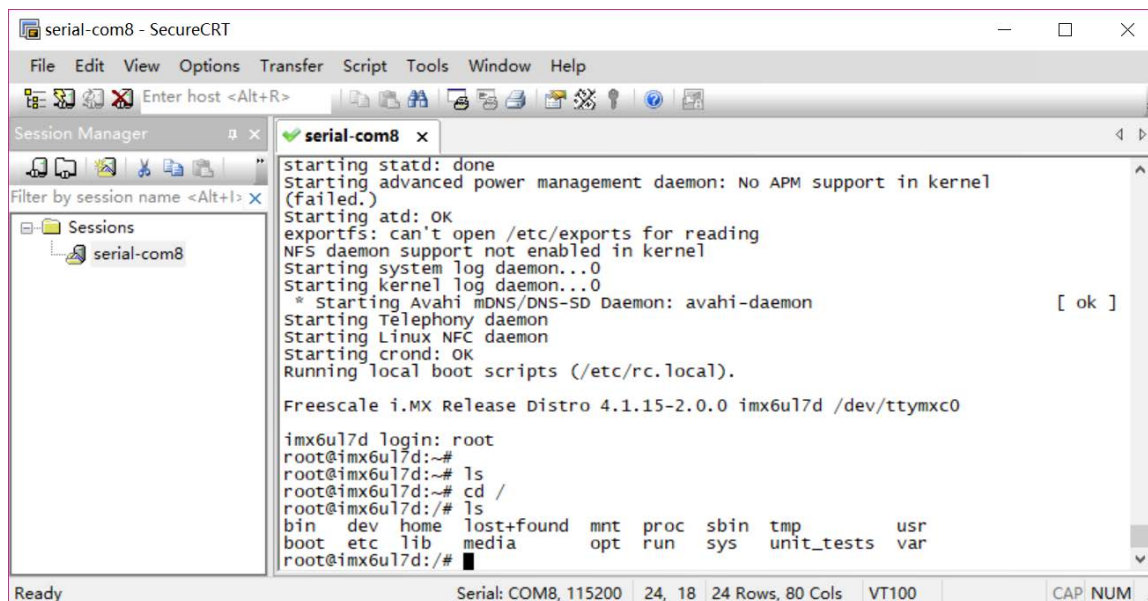 serial-com8 - SecureCRT
File Edit View Options Transfer Script Tools Window Help
Enter host <Alt+R>
Session Manager
serial-com8
Filter by session name <Alt+I>
Sessions
serial-com8
starting statd: done
Starting advanced power management daemon: No APM support in kernel
(failed.)
Starting atd: OK
exportfs: can't open /etc/exports for reading
NFS daemon support not enabled in kernel
Starting system log daemon...0
Starting kernel log daemon...0
* Starting Avahi mDNS/DNS-SD Daemon: avahi-daemon [ ok ]
Starting Telephony daemon
Starting Linux NFC daemon
Starting crond: OK
Running local boot scripts (/etc/rc.local).
Freescale i.MX Release Distro 4.1.15-2.0.0 imx6ul7d /dev/ttymxc0
imx6ul7d login: root
root@imx6ul7d:~#
root@imx6ul7d:~# ls
root@imx6ul7d:~# cd /
root@imx6ul7d:/# ls
bin dev home lost+found mnt proc sbin tmp usr
boot etc lib media opt run sys unit_tests var
root@imx6ul7d:/#
Ready Serial: COM8, 115200 24, 18 24 Rows, 80 Cols VT100 CAP NUM